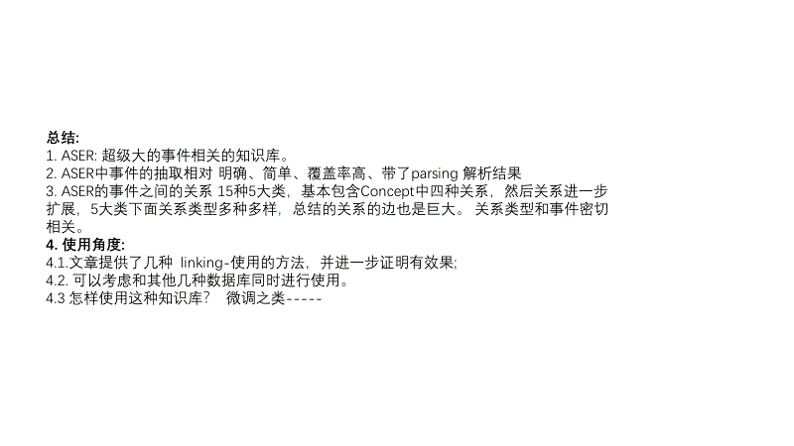 总结:
1. ASER: 超级大的事件相关的知识库。
2. ASER中事件的抽取相对 明确、简单、覆盖率高、带了parsing 解析结果
3. ASER的事件之间的关系 15种5大类，基本包含Concept中四种关系，然后关系进一步
扩展，5大类下面关系类型多种多样，总结的关系的边也是巨大。 关系类型和事件密切
相关。
4. 使用角度:
4.1.文章提供了几种 linking-使用的方法，并进一步证明有效果;
4.2. 可以考虑和其他几种数据库同时进行使用。
4.3 怎样使用这种知识库？ 微调之类-----